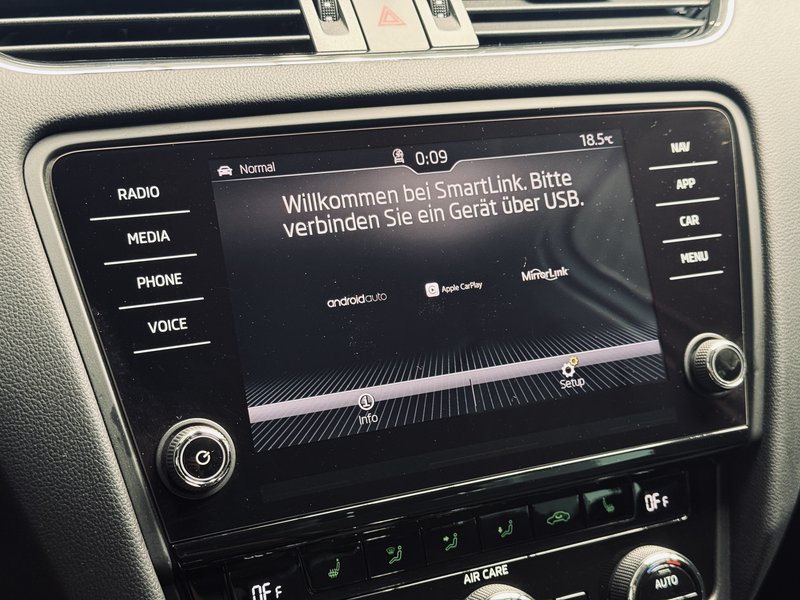 Normal
0:09
18.5°C
Willkommen bei SmartLink. Bitte
verbinden Sie ein Gerät über USB.
androidauto
Apple CarPlay
MirrorLink
Info
Setup
RADIO
MEDIA
PHONE
VOICE
NAV
APP
CAR
MENU
OFF
OFF
AIR CARE
AUTO